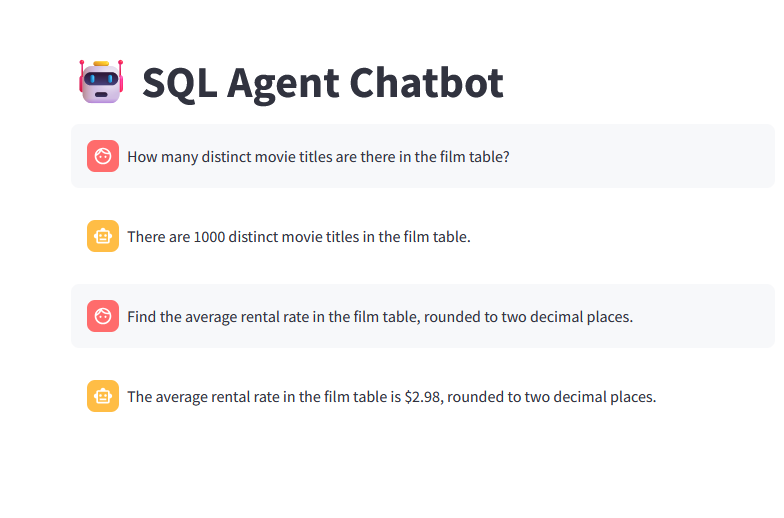 SQL Agent Chatbot
How many distinct movie titles are there in the film table?
There are 1000 distinct movie titles in the film table.
Find the average rental rate in the film table, rounded to two decimal places.
The average rental rate in the film table is $2.98, rounded to two decimal places.